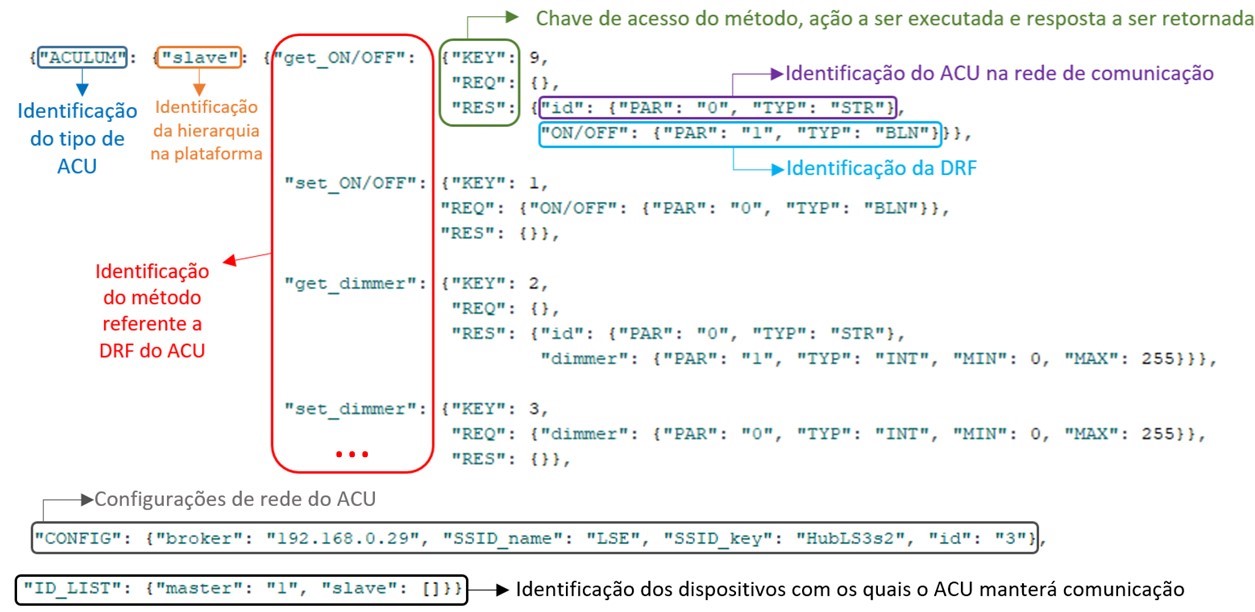 Chave de acesso do método, ação a ser executada e resposta a ser retornada
{"ACULUM": {"slave": {"get_ON/OFF": {"KEY": 9,
"REQ": {},
"RES": {"id": {"PAR": "0", "TYP": "STR"},
"ON/OFF": {"PAR": "1", "TYP": "BLN"}}},
Identificação do ACU na rede de comunicação
Identificação da DRF
Identificação
do tipo de
ACU
Identificação
da hierarquia
na plataforma
"set_ON/OFF": {"KEY": 1,
"REQ": {"ON/OFF": {"PAR": "0", "TYP": "BLN"}},
"RES": {}},
Identificação
do método
referente a
DRF do ACU
"get_dimmer": {"KEY": 2,
"REQ": {},
"RES": {"id": {"PAR": "0", "TYP": "STR"},
"dimmer": {"PAR": "1", "TYP": "INT", "MIN": 0, "MAX": 255}}},
"set_dimmer": {"KEY": 3,
"REQ": {"dimmer": {"PAR": "0", "TYP": "INT", "MIN": 0, "MAX": 255}},
"RES": {}},
...
Configurações de rede do ACU
"CONFIG": {"broker": "192.168.0.29", "SSID_name": "LSE", "SSID_key": "HubLS3s2", "id": "3"},
"ID_LIST": {"master": "1", "slave": []}}
Identificação dos dispositivos com os quais o ACU manterá comunicação